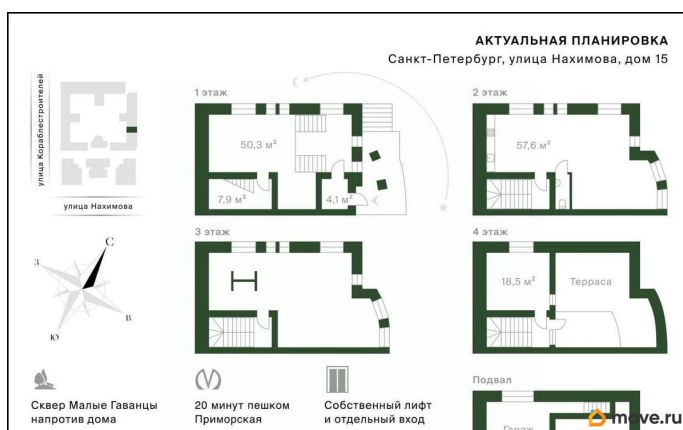 АКТУАЛЬНАЯ ПЛАНИРОВКА
Санкт-Петербург, улица Нахимова, дом 15
улица Кораблестроителей
улица Нахимова
1 этаж
50,3 м²
7,9 м²
4,1 м²
2 этаж
57,6 м²
3 этаж
4 этаж
18,5 м²
Терраса
С
З
В
Ю
Сквер Малые Гаванцы
напротив дома
20 минут пешком
Приморская
Собственный лифт
и отдельный вход
Подвал
Гараж
move.ru